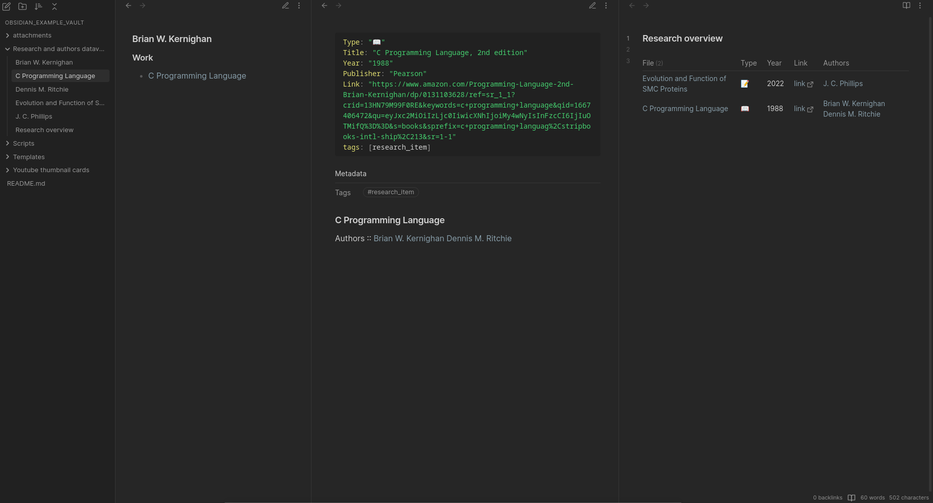 OBSIDIAN_EXAMPLE_VAULT
attachments
Research and authors datav...
Brian W. Kernighan
C Programming Language
Dennis M. Ritchie
Evolution and Function of S...
J. C. Phillips
Research overview
Scripts
Templates
Youtube thumbnail cards
README.md
Brian W. Kernighan
Work
C Programming Language
Type: "📖"
Title: "C Programming Language, 2nd edition"
Year: "1988"
Publisher: "Pearson"
Link: "https://www.amazon.com/Programming-Language-2nd-
Brian-Kernighan/dp/0131103628/ref=sr_1_1?
crid=13HN79M99F0RE&keywords=c+programming+language&qid=1667
406472&qu=eyJxc2MiOiIzLjc0IiwicXNhIjoiMy4wNyIsInFzcCI6IjIuO
TMifQ%3D%3D&s=books&sprefix=c+programming+languag%2Cstripbo
oks-intl-ship%2C213&sr=1-1"
tags: [research_item]
Metadata
Tags #research_item
C Programming Language
Authors :: Brian W. Kernighan Dennis M. Ritchie
1
2
3
Research overview
File (2) Type Year Link Authors
Evolution and Function of
SMC Proteins 📝 2022 link J. C. Phillips
C Programming Language 📖 1988 link Brian W. Kernighan
Dennis M. Ritchie
0 backlinks 60 words 502 characters